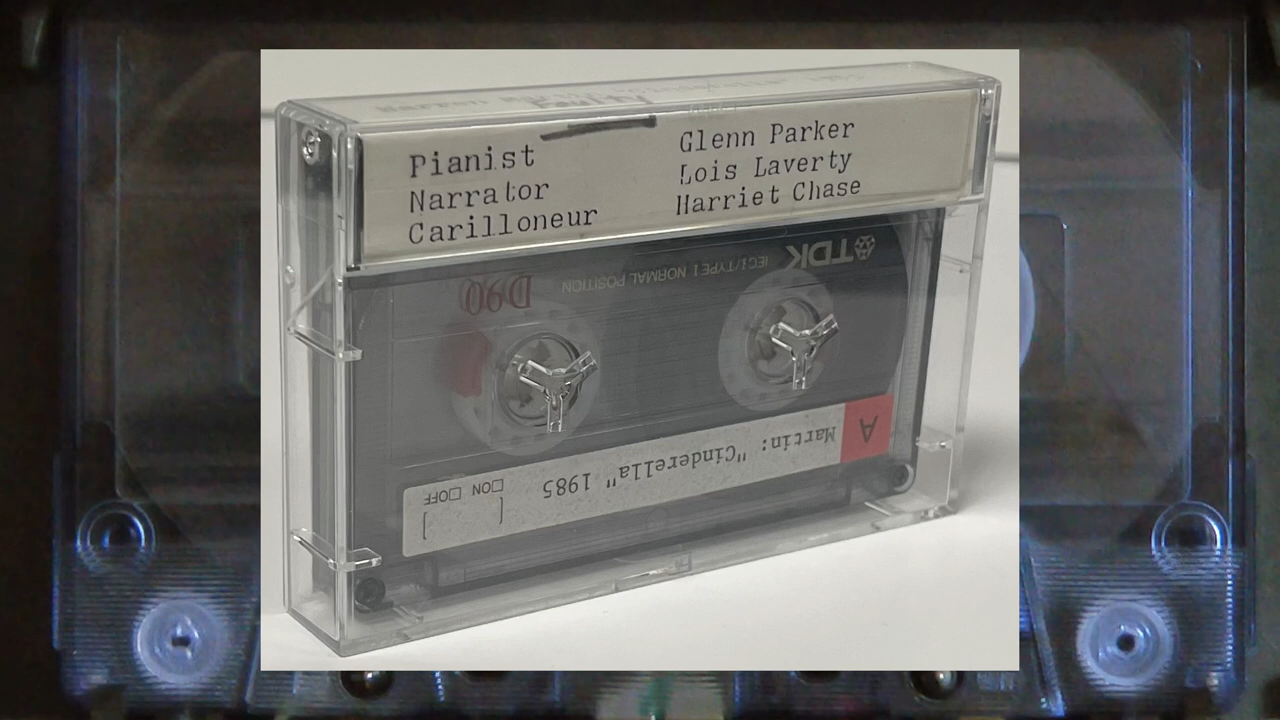 Pianist Glenn Parker
Narrator Lois Laverty
Carilloneur Harriet Chase
TDK
IEC I/TYPE I NORMAL POSITION
D90
A
Martin: "Cinderella" 1985
ON OFF